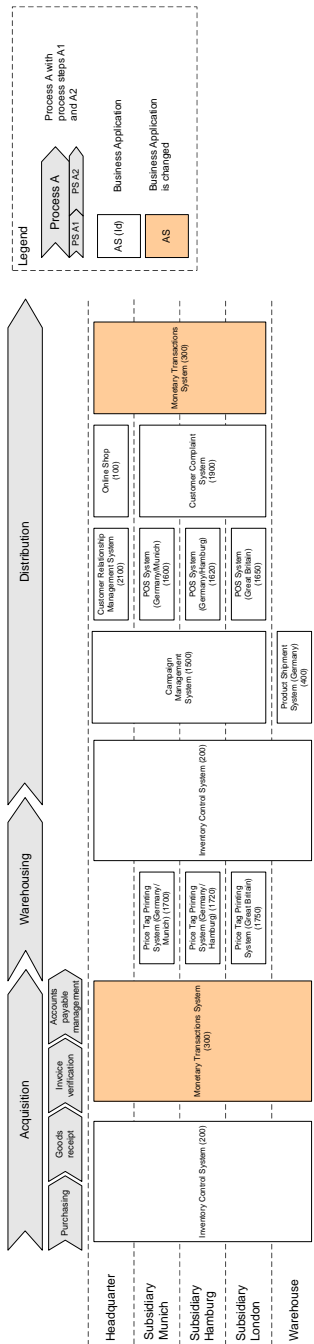 Acquisition
Warehousing
Distribution
Purchasing
Goods
receipt
Invoice
verification
Accounts
payable
management
Headquarter
Subsidiary
Munich
Subsidiary
Hamburg
Subsidiary
London
Warehouse
Inventory Control System (200)
Monetary Transactions System
(300)
Price Tag Printing
System (Germany/
Munich) (1700)
Price Tag Printing
System (Germany/
Hamburg) (1720)
Price Tag Printing
System (Great Britain)
(1750)
Inventory Control System (200)
Campaign
Management
System (1500)
Product Shipment
System (Germany)
(400)
Customer Relationship
Management System
(2100)
POS System
(Germany/Munich)
(1600)
POS System
(Germany/Hamburg)
(1620)
POS System
(Great Britain)
(1650)
Online Shop
(100)
Customer Complaint
System
(1900)
Monetary Transactions
System (300)
Legend
Process A
PS A1
PS A2
Process A with
process steps A1
and A2
AS (Id)
Business Application
AS
Business Application
is changed